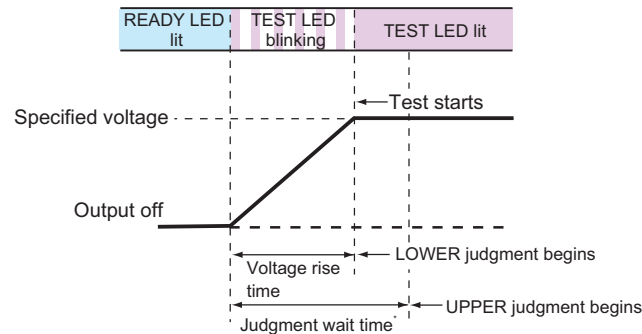 READY LED
lit
TEST LED
blinking
TEST LED lit
Test starts
Specified voltage
Output off
Voltage rise
time
LOWER judgment begins
Judgment wait time*
UPPER judgment begins